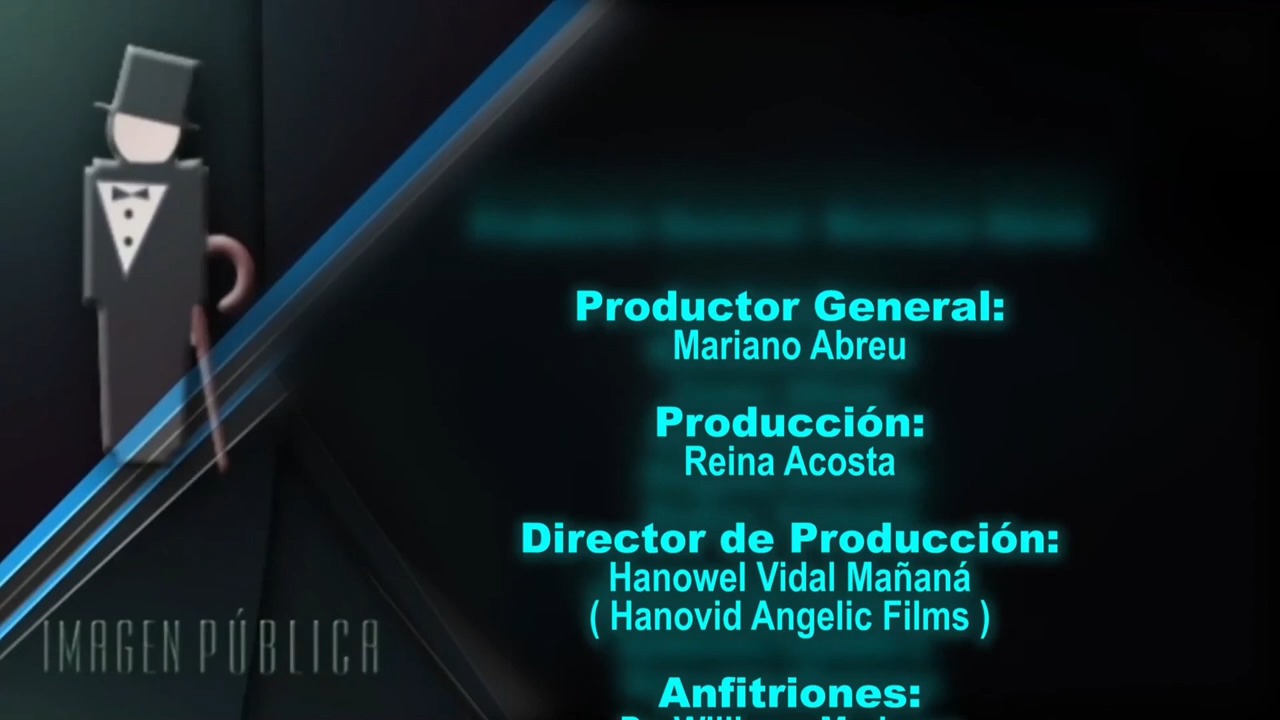 Productor General:
Mariano Abreu
Producción:
Reina Acosta
Director de Producción:
Hanowel Vidal Mañaná
( Hanovid Angelic Films )
Anfitriones:
IMAGEN PÚBLICA